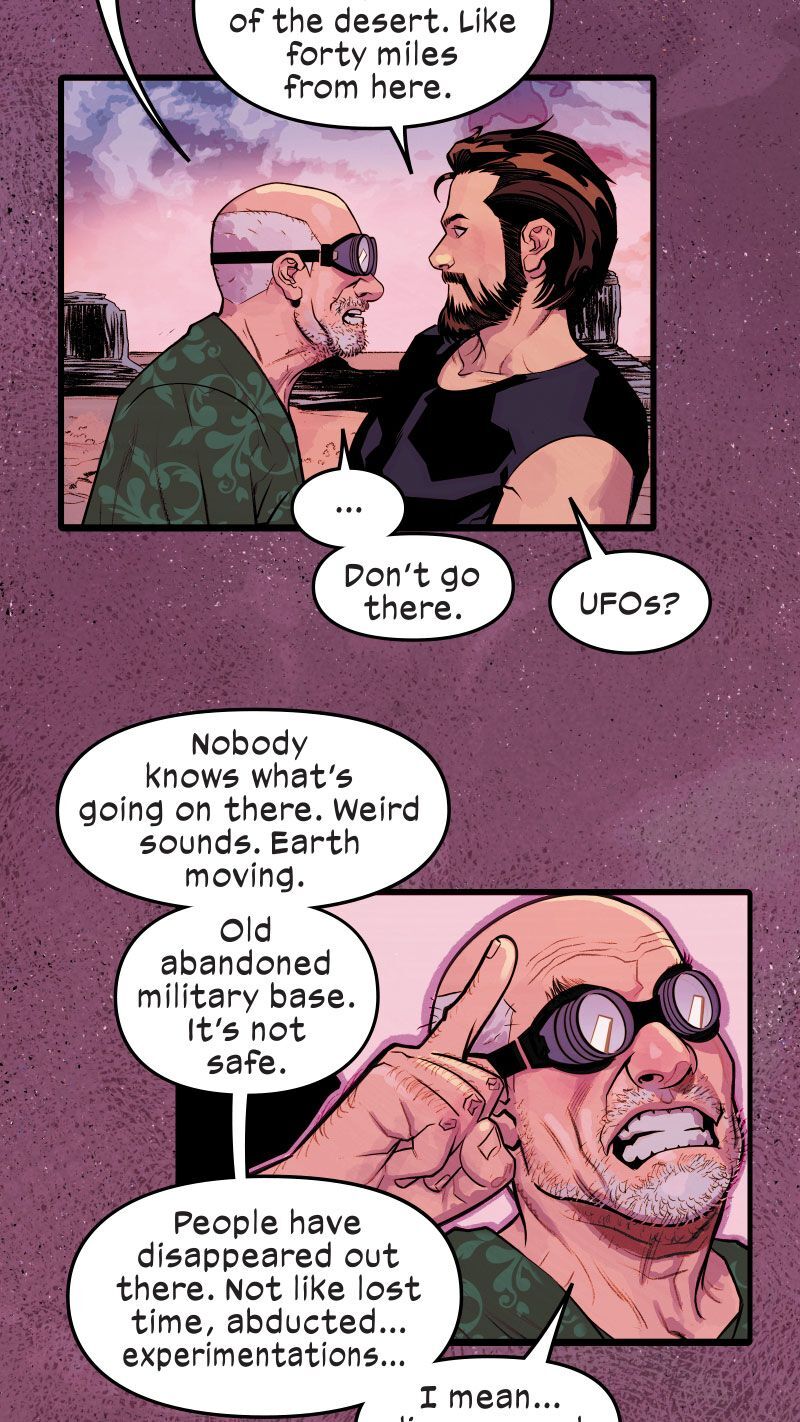 of the desert. Like
forty miles
from here.
...
Don't go
there.
UFOs?
Nobody
knows what's
going on there. Weird
sounds. Earth
moving.
Old
abandoned
military base.
It's not
safe.
People have
disappeared out
there. Not like lost
time, abducted...
experimentations...
I mean...